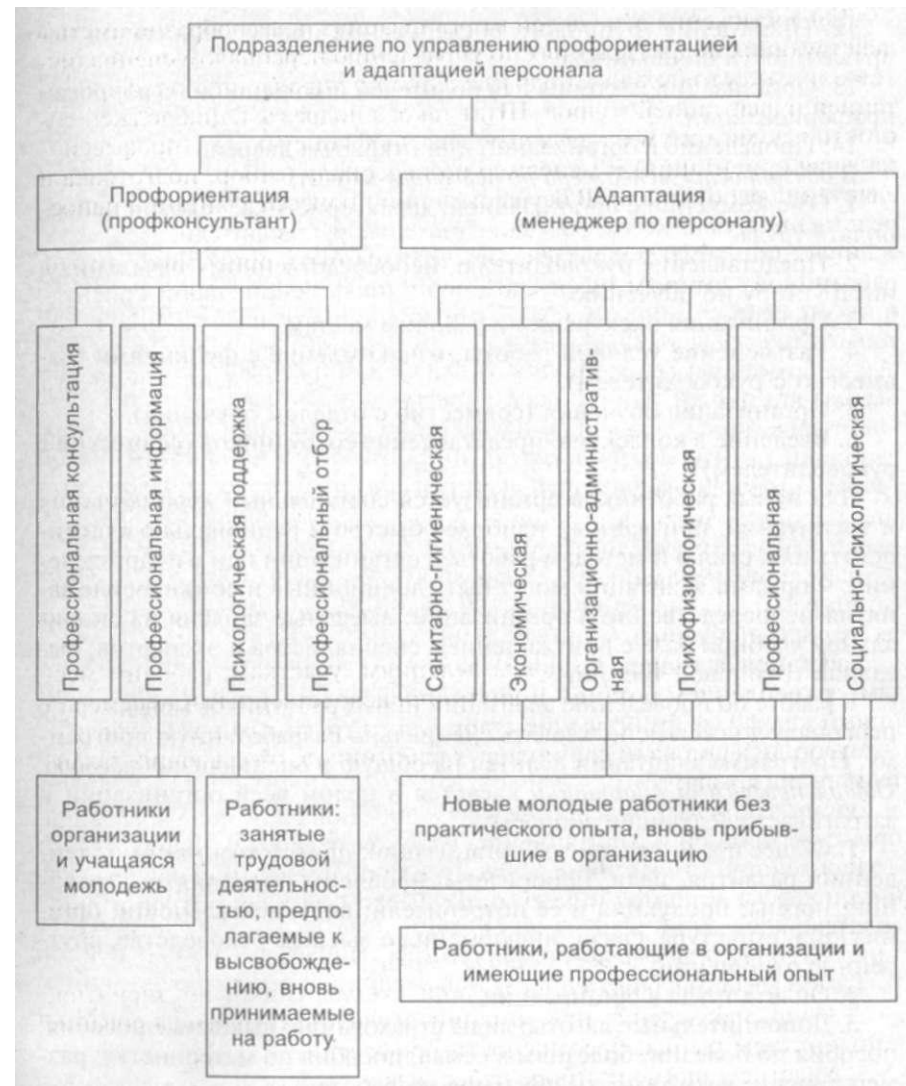 Подразделение по управлению профориентацией
и адаптацией персонала
Профориентация
(профконсультант)
Адаптация
(менеджер по персоналу)
Профессиональная консультация
Профессиональная информация
Психологическая поддержка
Профессиональный отбор
Санитарно-гигиеническая
Экономическая
Организационно-административ-
ная
Психофизиологическая
Профессиональная
Социально-психологическая
Работники
организации
и учащаяся
молодежь
Работники:
занятые
трудовой
деятельнос-
тью, предпо-
лагаемые к
высвобожде-
нию, вновь
принимаемые
на работу
Новые молодые работники без
практического опыта, вновь прибыв-
шие в организацию
Работники, работающие в организации и
имеющие профессиональный опыт